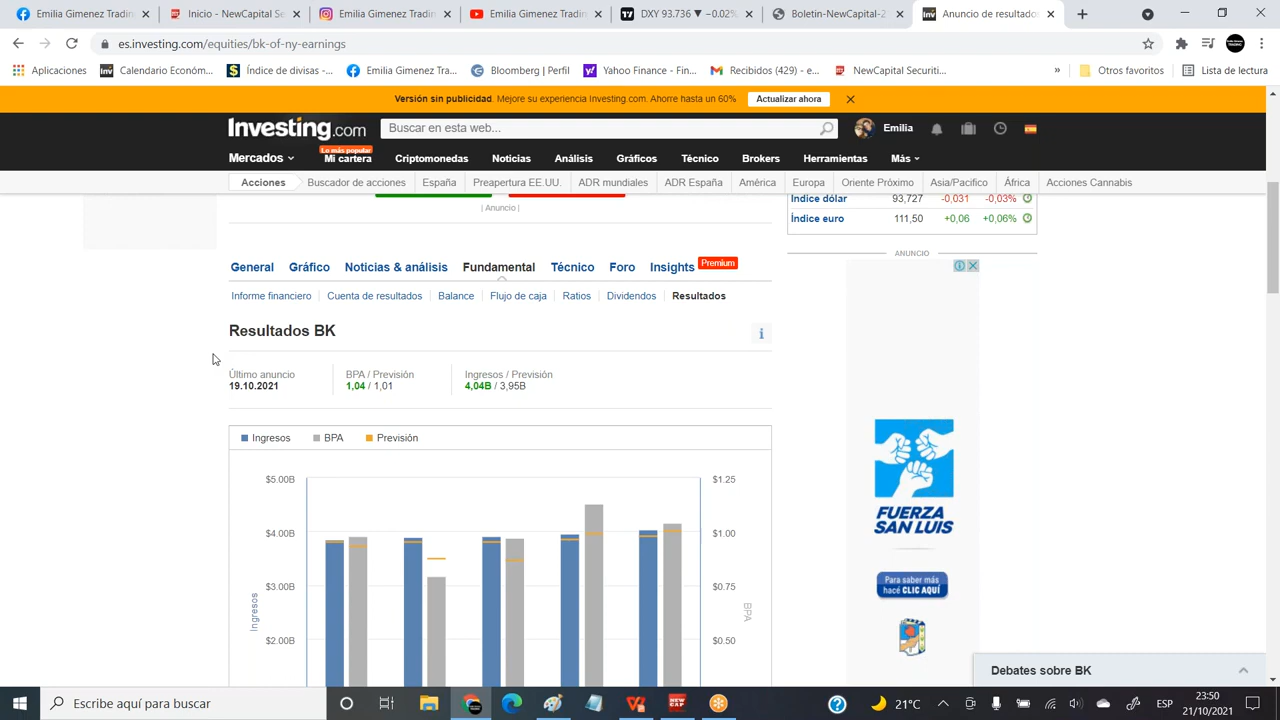 Emilia Gimenez Tradin
Inicio - NewCapital Se
Emilia Gimenez Tradin
Emilia Gimenez Tradin
DXY 93.736 ▼ −0.02%
Boletin-NewCapital-2
Anuncio de resultados
es.investing.com/equities/bk-of-ny-earnings
Aplicaciones
Calendario Económ...
Índice de divisas -...
Emilia Gimenez Tra...
Bloomberg | Perfil
Yahoo Finance - Fin...
Recibidos (429) - e...
NewCapital Securiti...
»
Otros favoritos
Lista de lectura
Versión sin publicidad. Mejore su experiencia Investing.com. Ahorre hasta un 60%
Actualizar ahora
Investing.com
Buscar en esta web...
Emilia
Lo más popular
Mercados
Mi cartera
Criptomonedas
Noticias
Análisis
Gráficos
Técnico
Brokers
Herramientas
Más
Acciones
Buscador de acciones
España
Preapertura EE.UU.
ADR mundiales
ADR España
América
Europa
Oriente Próximo
Asia/Pacífico
África
Acciones Cannabis
Índice dólar 93,727 -0,031 -0,03%
| Anuncio |
Índice euro 111,50 +0,06 +0,06%
ANUNCIO
General
Gráfico
Noticias & análisis
Fundamental
Técnico
Foro
Insights
Premium
Informe financiero
Cuenta de resultados
Balance
Flujo de caja
Ratios
Dividendos
Resultados
Resultados BK
i
Último anuncio
19.10.2021
BPA / Previsión
1,04 / 1,01
Ingresos / Previsión
4,04B / 3,95B
Ingresos
BPA
Previsión
$5.00B
$4.00B
$3.00B
$2.00B
Ingresos
$1.25
$1.00
$0.75
$0.50
BPA
FUERZA
SAN LUIS
Para saber más
hacé CLIC AQUÍ
Debates sobre BK
Escribe aquí para buscar
NEW
CAP
21°C
ESP
23:50
21/10/2021